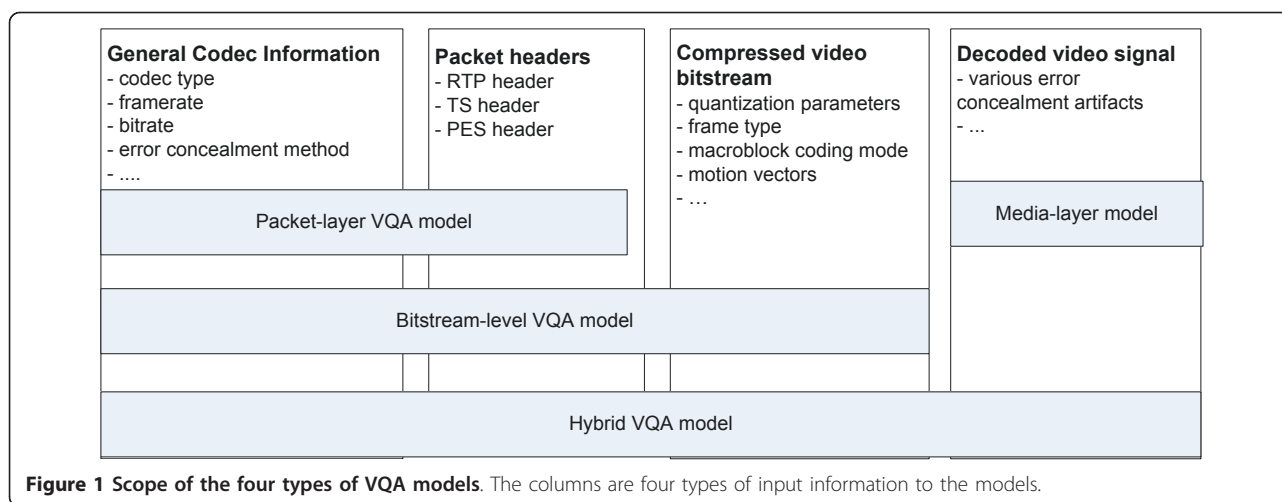 General Codec Information
- codec type
- framerate
- bitrate
- error concealment method
- ....
Packet headers
- RTP header
- TS header
- PES header
Compressed video
bitstream
- quantization parameters
- frame type
- macroblock coding mode
- motion vectors
- …
Decoded video signal
- various error
concealment artifacts
- ...
Packet-layer VQA model
Media-layer model
Bitstream-level VQA model
Hybrid VQA model
Figure 1 Scope of the four types of VQA models. The columns are four types of input information to the models.